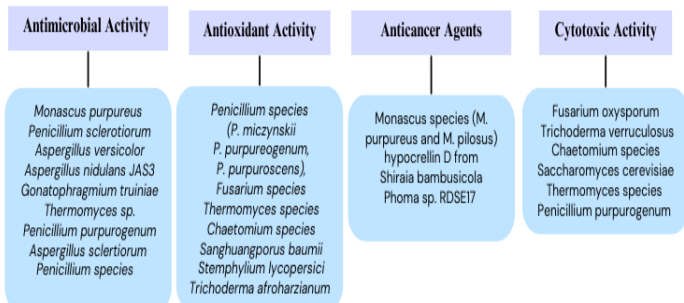 Antimicrobial Activity
Monascus purpureus
Penicillium sclerotiorum
Aspergillus versicolor
Aspergillus nidulans JAS3
Gonatophragmium truiniae
Thermomyces sp.
Penicillium purpurogenum
Aspergillus sclertiorum
Penicillium species
Antioxidant Activity
Penicillium species
(P. miczynskii
P. purpureogenum,
P. purpuroscens),
Fusarium species
Thermomyces species
Chaetomium species
Sanghuangporus baumii
Stemphylium lycopersici
Trichoderma afroharzianum
Anticancer Agents
Monascus species (M.
purpureus and M. pilosus)
hypocrellin D from
Shiraia bambusicola
Phoma sp. RDSE17
Cytotoxic Activity
Fusarium oxysporum
Trichoderma verruculosus
Chaetomium species
Saccharomyces cerevisiae
Thermomyces species
Penicillium purpurogenum